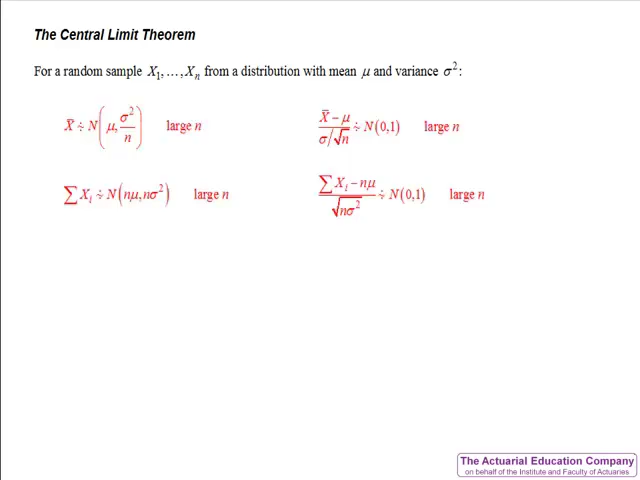 The Central Limit Theorem
For a random sample X₁,…,Xₙ from a distribution with mean μ and variance σ²:
X̄ ÷ N(μ, σ²/n) large n
(X̄ − μ)/(σ/√n) ÷ N(0,1) large n
∑ Xᵢ ÷ N(nμ, nσ²) large n
(∑ Xᵢ − nμ)/√(nσ²) ÷ N(0,1) large n
The Actuarial Education Company
on behalf of the Institute and Faculty of Actuaries